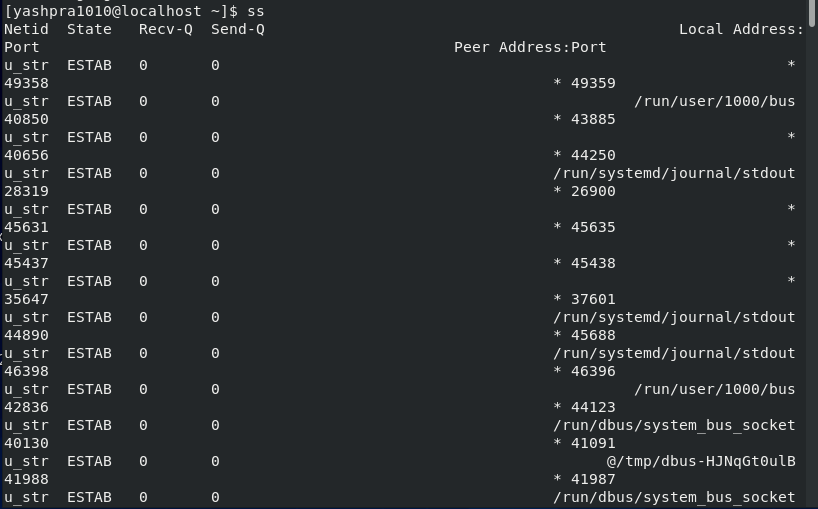 [yashpra1010@localhost ~]$ ss
Netid State Recv-Q Send-Q Local Address:
Port Peer Address:Port
u_str ESTAB 0 0 *
49358 * 49359
u_str ESTAB 0 0 /run/user/1000/bus
40850 * 43885
u_str ESTAB 0 0 *
40656 * 44250
u_str ESTAB 0 0 /run/systemd/journal/stdout
28319 * 26900
u_str ESTAB 0 0 *
45631 * 45635
u_str ESTAB 0 0 *
45437 * 45438
u_str ESTAB 0 0 *
35647 * 37601
u_str ESTAB 0 0 /run/systemd/journal/stdout
44890 * 45688
u_str ESTAB 0 0 /run/systemd/journal/stdout
46398 * 46396
u_str ESTAB 0 0 /run/user/1000/bus
42836 * 44123
u_str ESTAB 0 0 /run/dbus/system_bus_socket
40130 * 41091
u_str ESTAB 0 0 @/tmp/dbus-HJNqGt0ulB
41988 * 41987
u_str ESTAB 0 0 /run/dbus/system_bus_socket